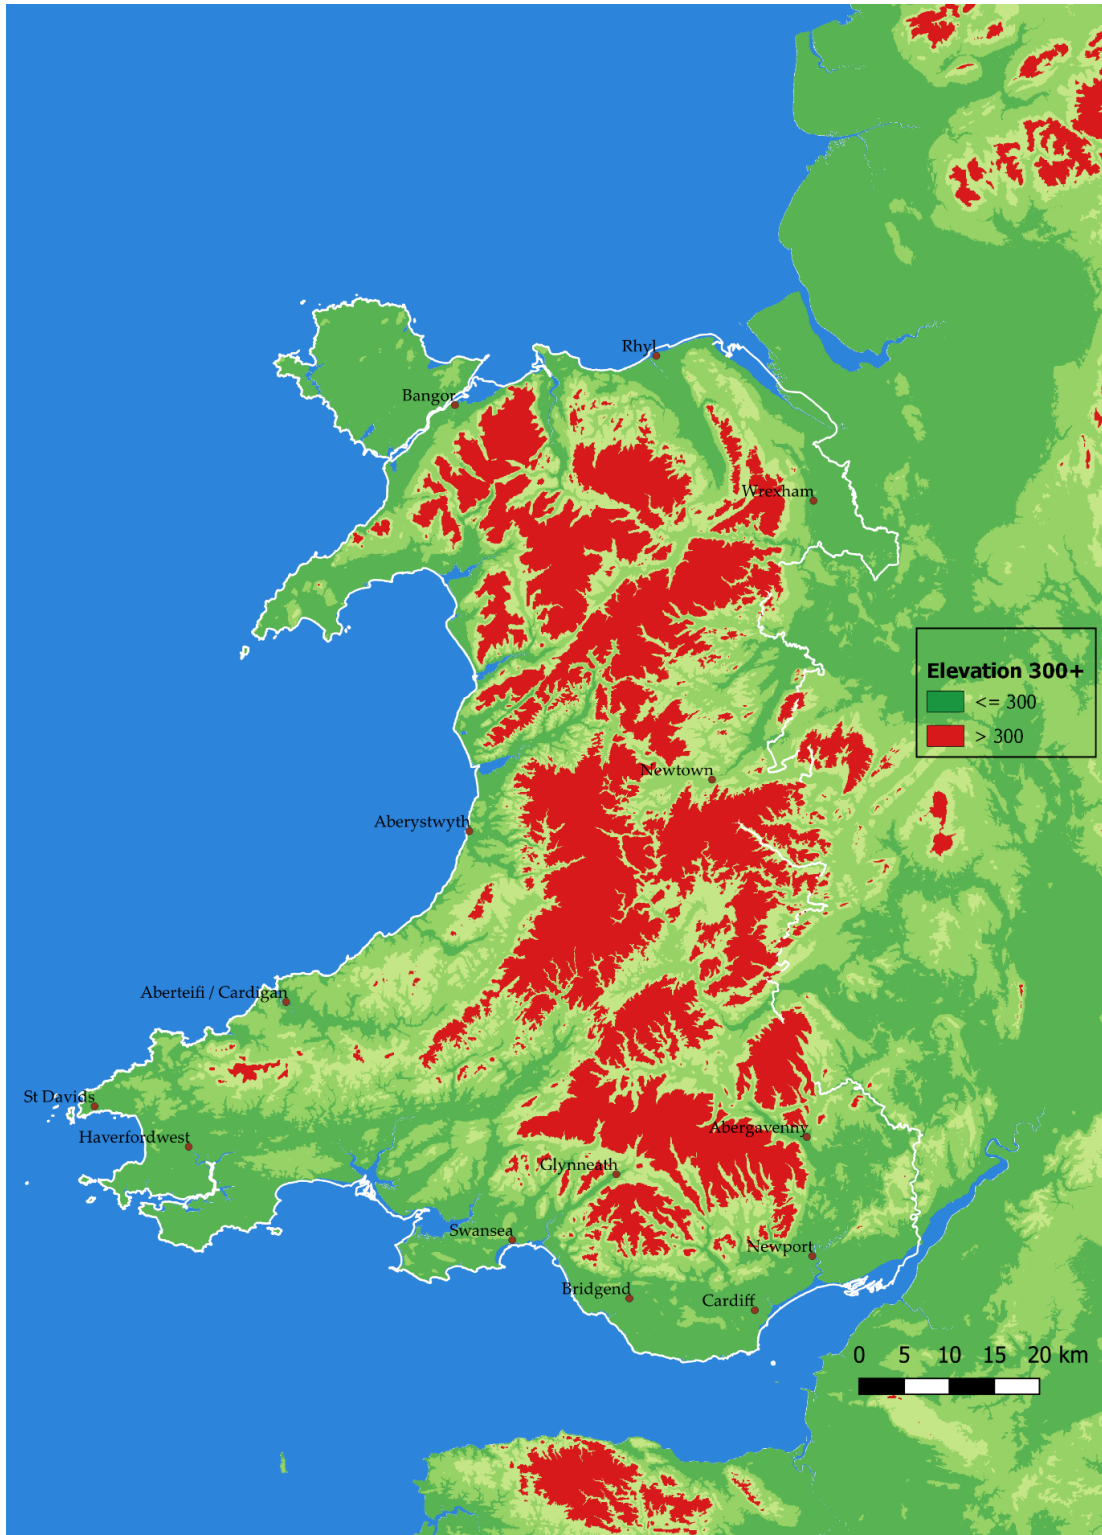 Rhyl
Bangor
Wrexham
Elevation 300+
<= 300
> 300
Newtown
Aberystwyth
Aberteifi / Cardigan
St Davids
Haverfordwest
Abergavenny
Glynneath
Swansea
Newport
Bridgend
Cardiff
0 5 10 15 20 km